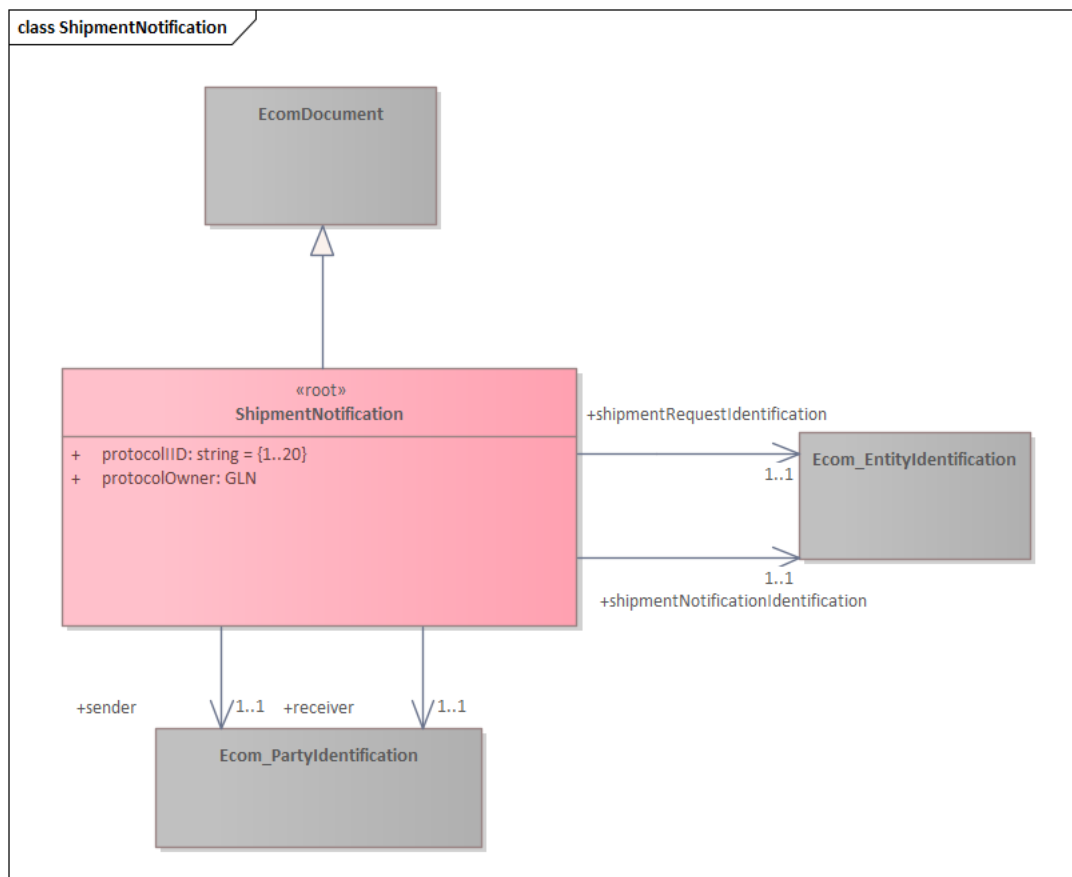 class ShipmentNotification
EcomDocument
«root»
ShipmentNotification
+ protocolIID: string = {1..20}
+ protocolOwner: GLN
+shipmentRequestIdentification
1..1
Ecom_EntityIdentification
1..1
+shipmentNotificationIdentification
+sender 1..1 +receiver 1..1
Ecom_PartyIdentification